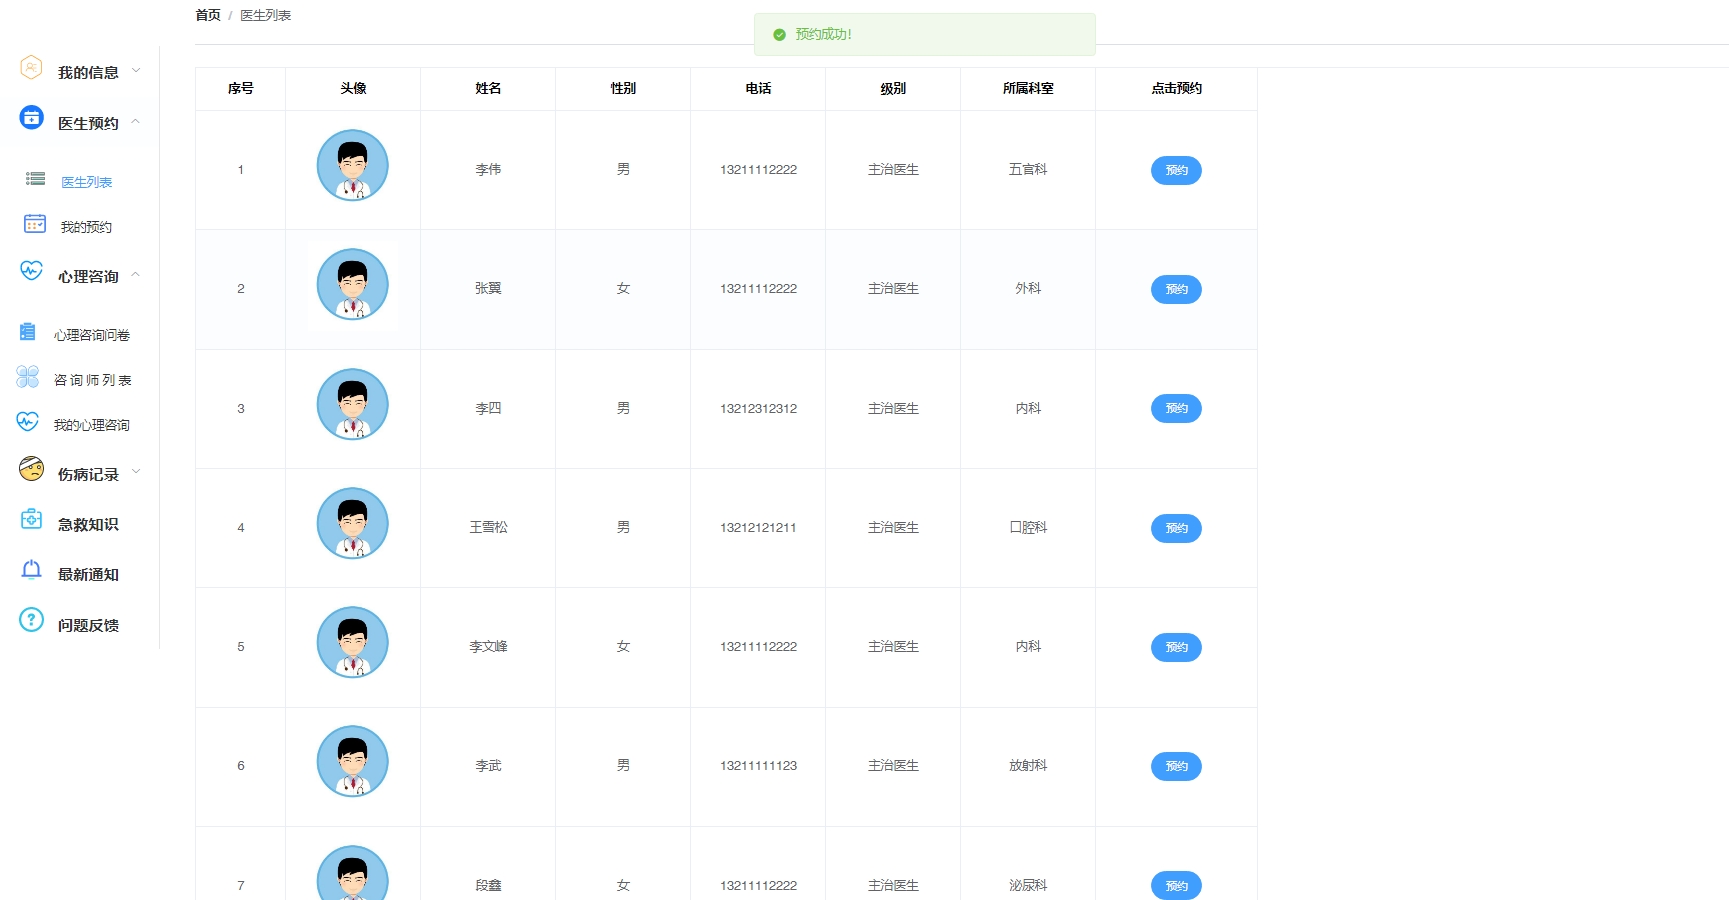 首页 / 医生列表
预约成功!
我的信息
医生预约
医生列表
我的预约
心理咨询
心理咨询问卷
咨询师列表
我的心理咨询
伤病记录
急救知识
最新通知
问题反馈
序号 头像 姓名 性别 电话 级别 所属科室 点击预约
1 李伟 男 13211112222 主治医生 五官科 预约
2 张翼 女 13211112222 主治医生 外科 预约
3 李四 男 13212312312 主治医生 内科 预约
4 王雪松 男 13212121211 主治医生 口腔科 预约
5 李文峰 女 13211112222 主治医生 内科 预约
6 李武 男 13211111123 主治医生 放射科 预约
7 段鑫 女 13211112222 主治医生 泌尿科 预约